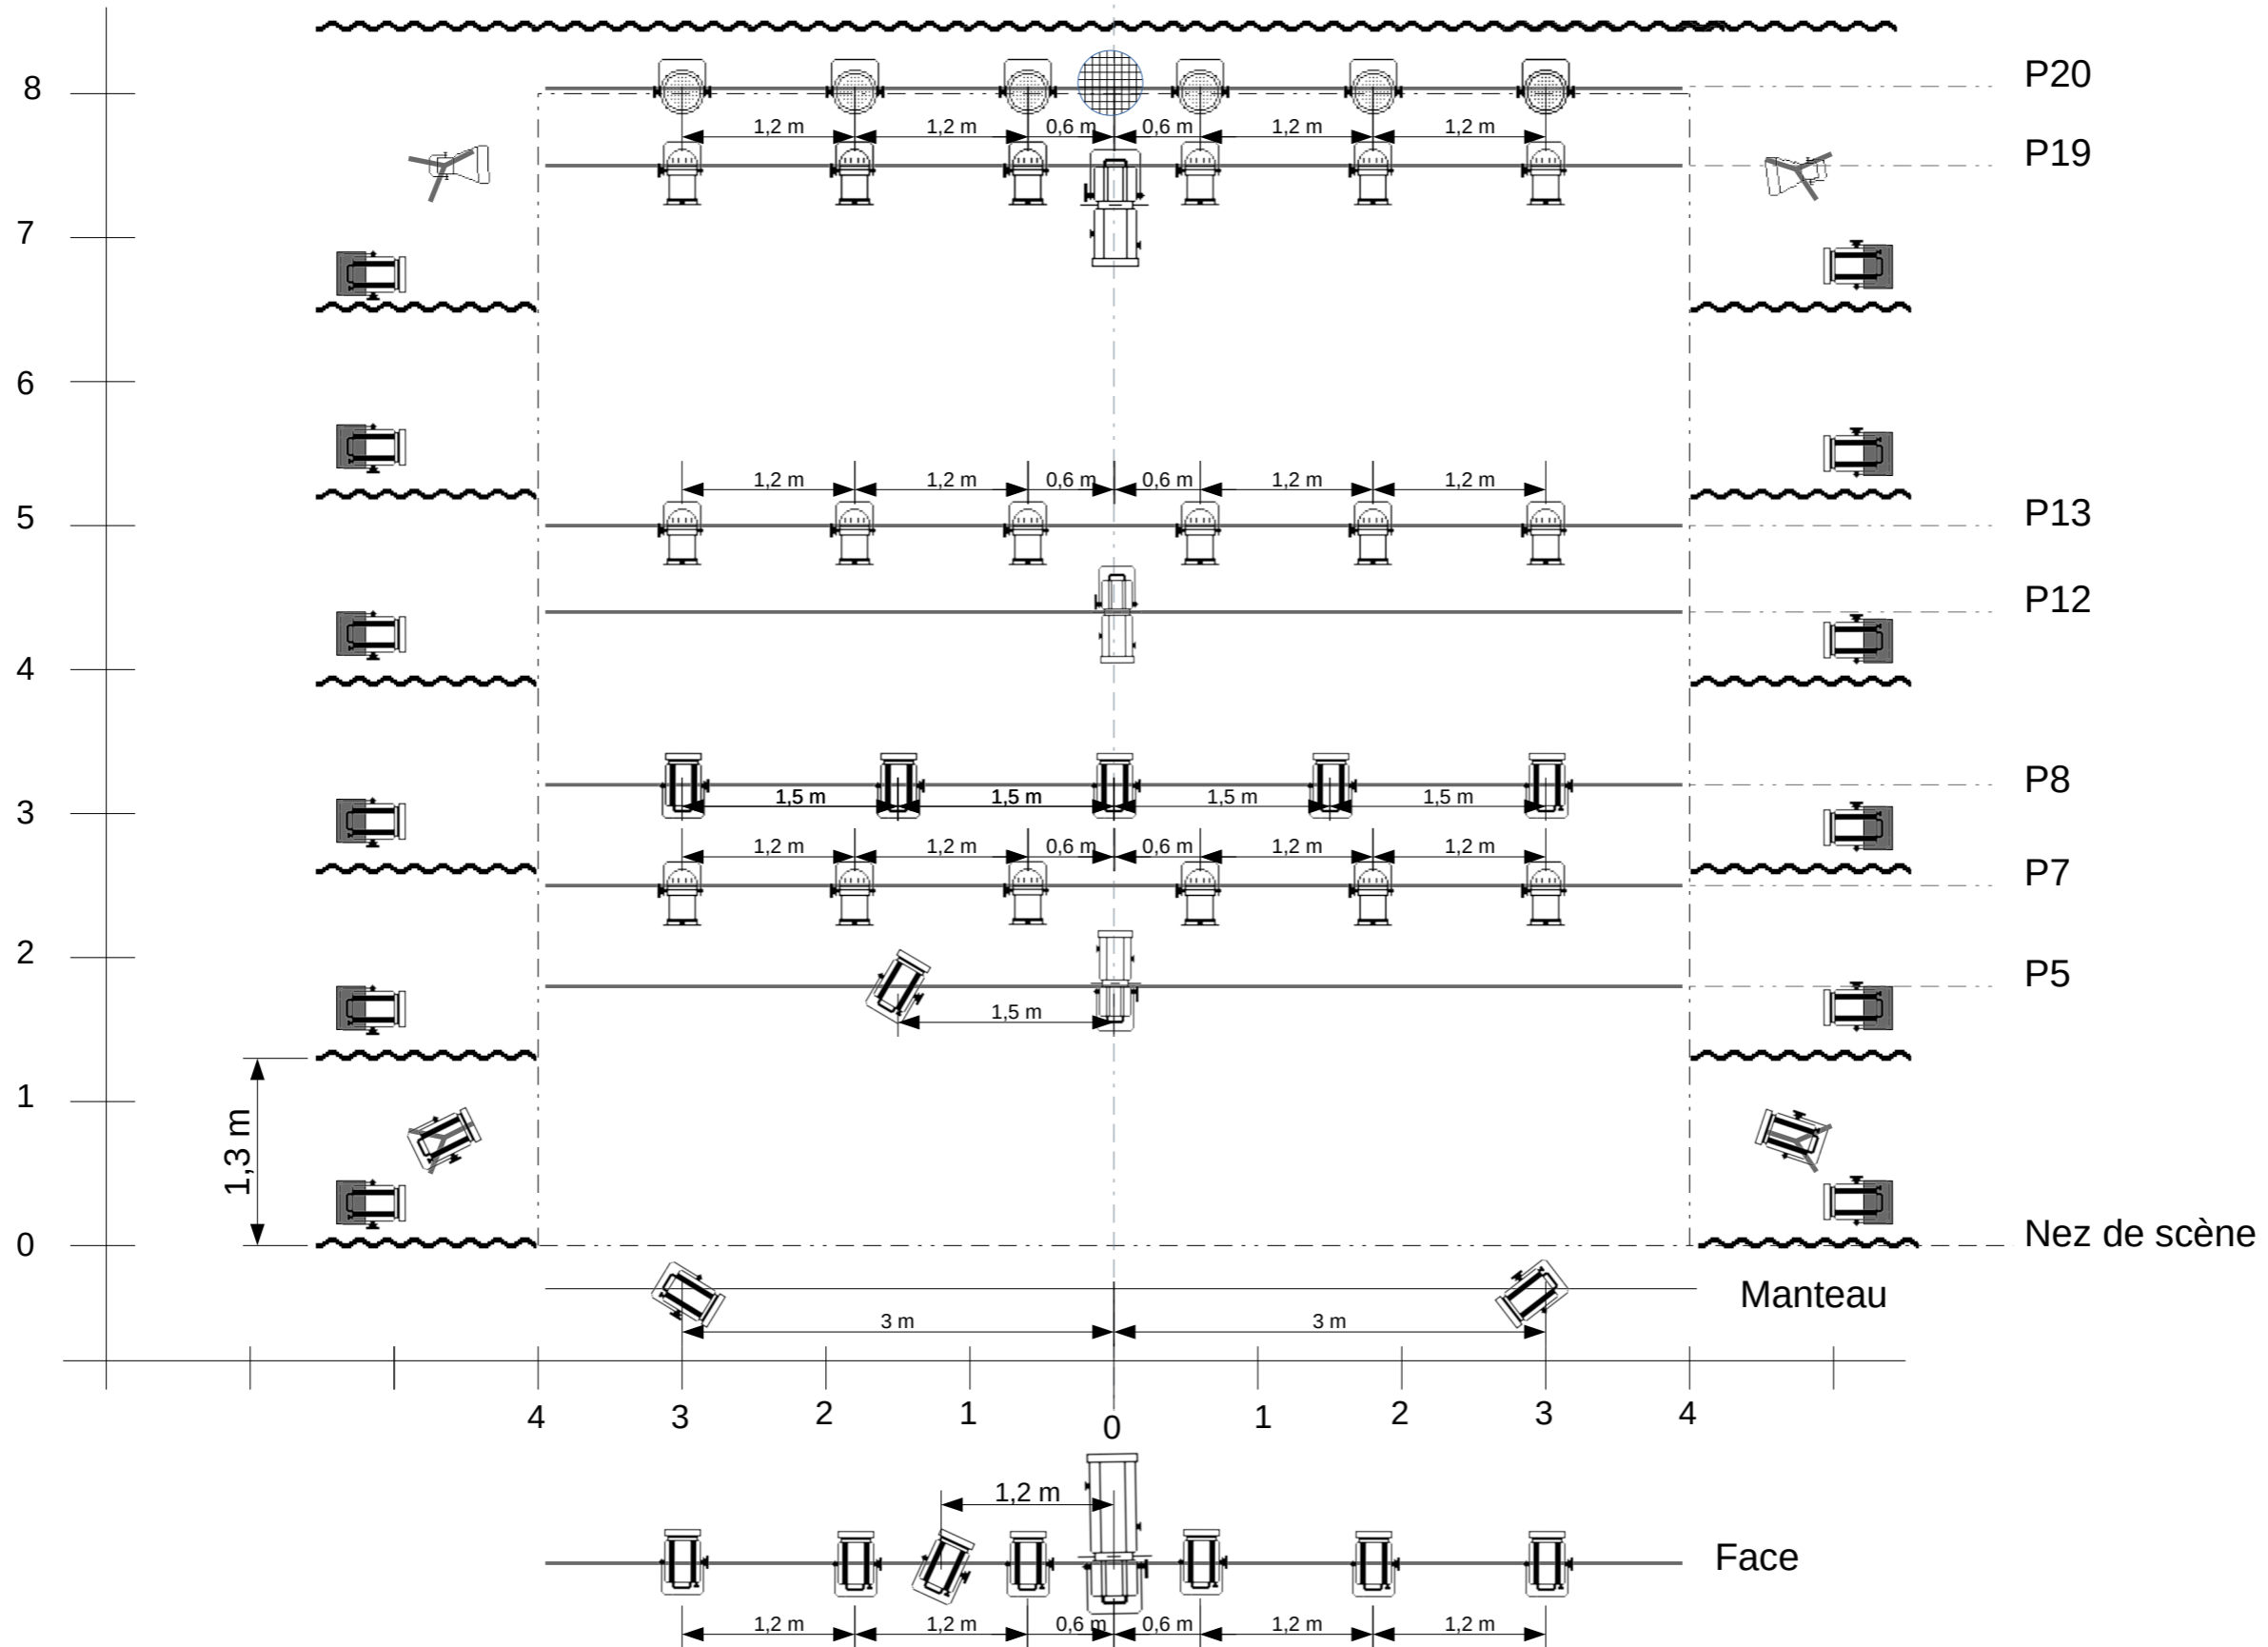 8
P20
1,2 m 1,2 m 0,6 m 0,6 m 1,2 m 1,2 m
P19
7
6
1,2 m 1,2 m 0,6 m 0,6 m 1,2 m 1,2 m
5
P13
P12
4
P8
1,5 m 1,5 m 1,5 m 1,5 m
3
1,2 m 1,2 m 0,6 m 0,6 m 1,2 m 1,2 m
P7
2
P5
1,5 m
1
1,3 m
0
Nez de scène
Manteau
3 m 3 m
4 3 2 1 0 1 2 3 4
1,2 m
Face
1,2 m 1,2 m 0,6 m 0,6 m 1,2 m 1,2 m